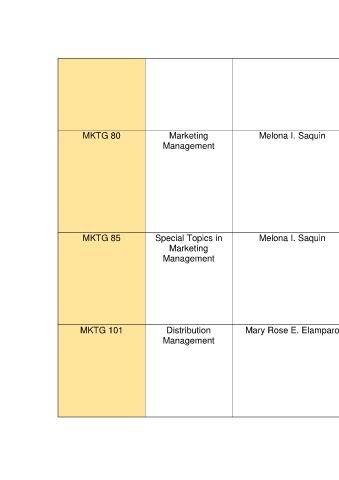 MKTG 80 Marketing Melona I. Saquin
Management
MKTG 85 Special Topics in Melona I. Saquin
Marketing
Management
MKTG 101 Distribution Mary Rose E. Elamparo
Management